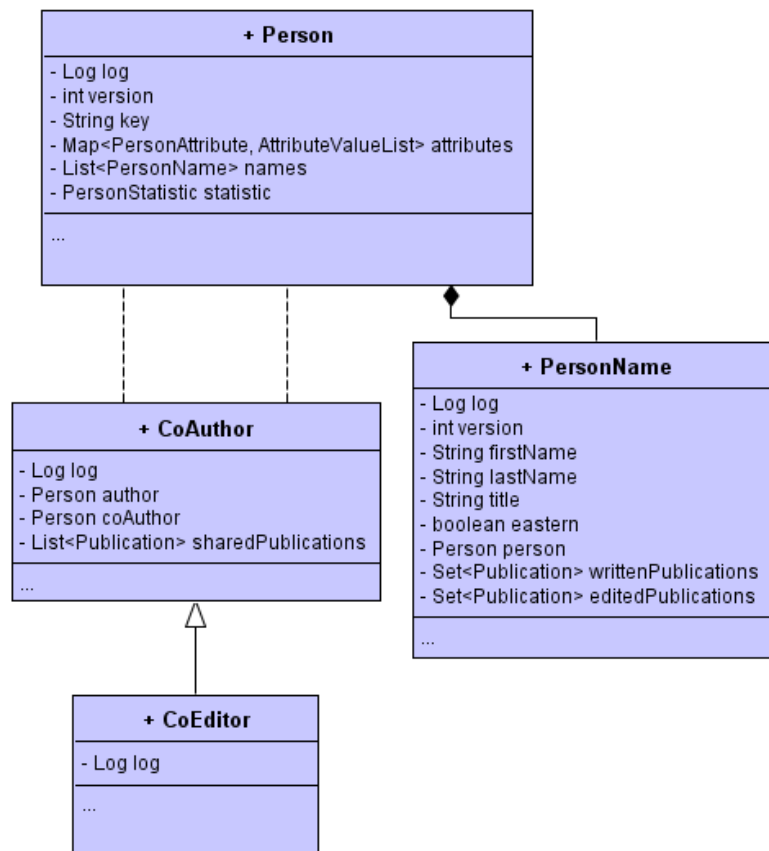 + Person
- Log log
- int version
- String key
- Map<PersonAttribute, AttributeValueList> attributes
- List<PersonName> names
- PersonStatistic statistic
...
+ PersonName
- Log log
- int version
- String firstName
- String lastName
- String title
- boolean eastern
- Person person
- Set<Publication> writtenPublications
- Set<Publication> editedPublications
...
+ CoAuthor
- Log log
- Person author
- Person coAuthor
- List<Publication> sharedPublications
...
+ CoEditor
- Log log
...